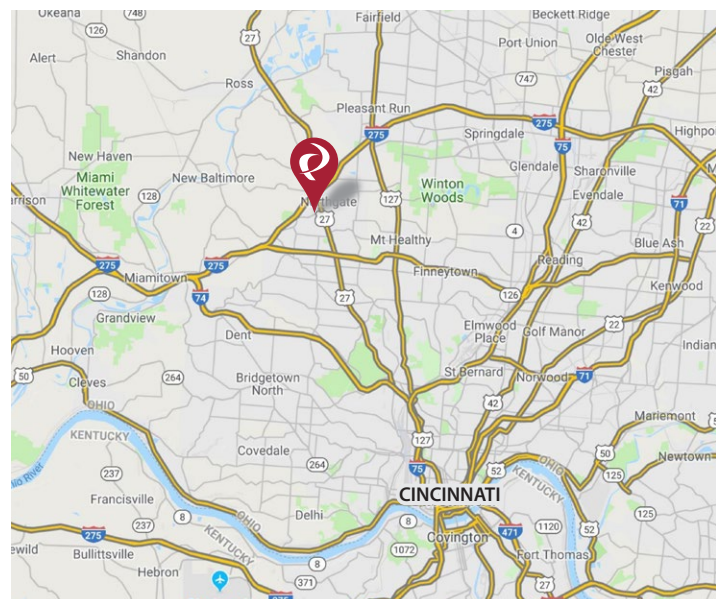 Okeana
748
Fairfield
Beckett Ridge
126
27
Shandon
Port Union
Olde West
Chester
Alert
Ross
747
42
Pisgah
Pleasant Run
275
275
Springdale
75
Highpo
New Haven
Miami
Whitewater
Forest
New Baltimore
128
Glendale
Sharonville
42
Evendale
71
Winton
Woods
127
27
22
Mt Healthy
4
Blue Ash
275
275
Miamitown
Finneytown
Reading
Kenwood
128
74
27
126
Grandview
Elmwood
Place
Golf Manor
22
Dent
Indian
Hooven
St Bernard
Norwood
71
50
Cleves
264
Bridgetown
North
42
OHIO
KENTUCKY
127
Mariemont
Covedale
50
Newtown
237
264
75
52
OHIO
KENTUCKY
125
Francisville
CINCINNATI
125
237
8
Delhi
OHIO
KENTUCKY
8
471
1120
52
275
Bullittsville
8
1072
Covington
Fort Thomas
Hebron
371
27
275